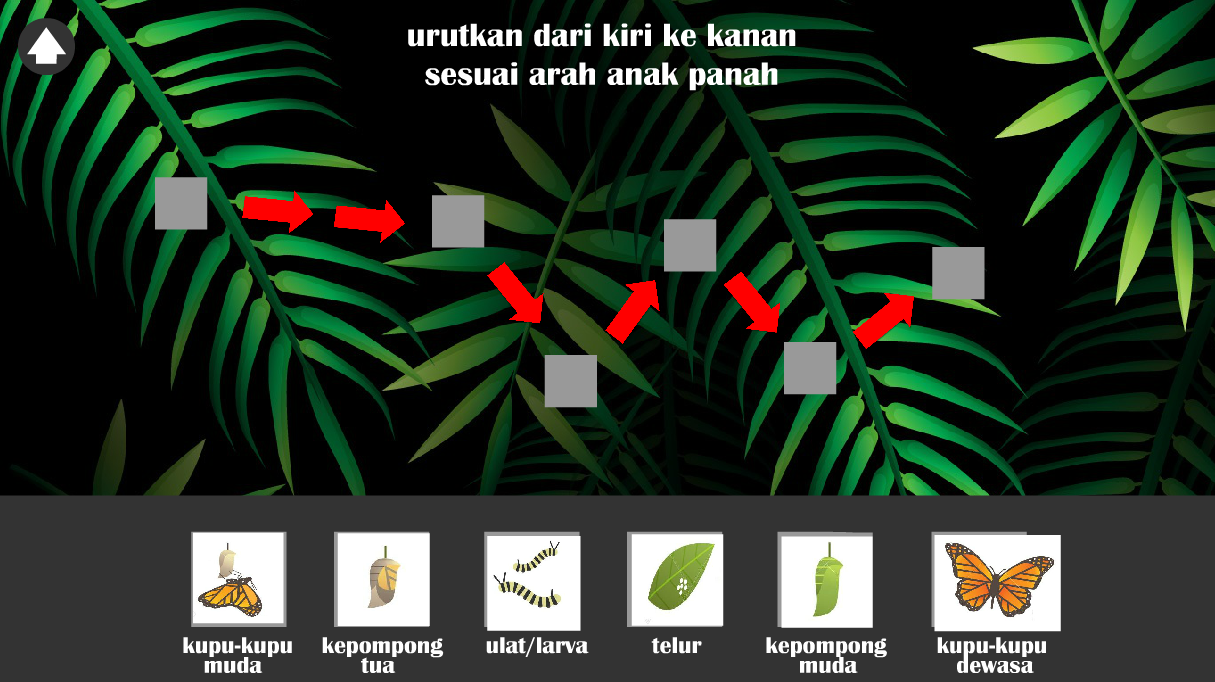 urutkan dari kiri ke kanan
sesuai arah anak panah
kupu-kupu
muda
kepompong
tua
ulat/larva
telur
kepompong
muda
kupu-kupu
dewasa